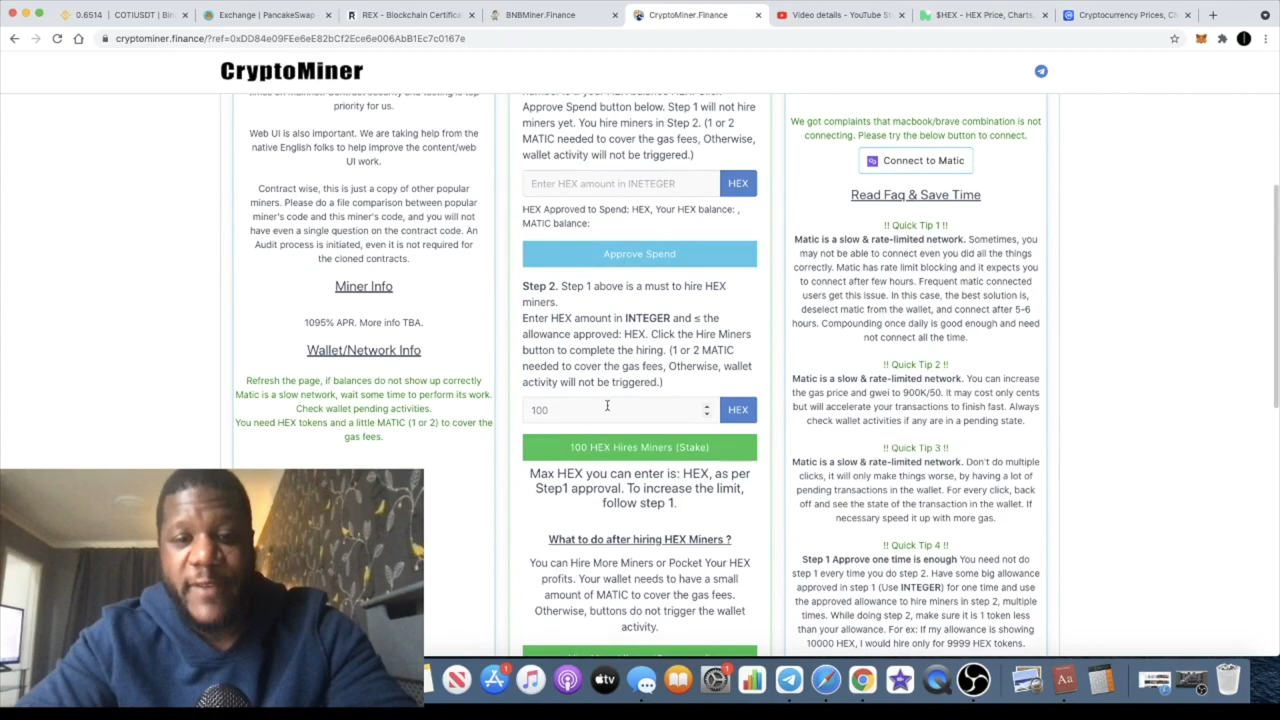 0.6514 | COTIUSDT | Bin
Exchange | PancakeSwap
REX - Blockchain Certifica
BNBMiner.Finance
CryptoMiner.Finance
Video details - YouTube St
$HEX - HEX Price, Charts,
Cryptocurrency Prices, Ch
cryptominer.finance/?ref=0xDD84e09FEe6eE82bCf2Ece6e006AbB1Ec7c0167e
CryptoMiner
priority for us.
Web UI is also important. We are taking help from the
native English folks to help improve the content/web
UI work.
Contract wise, this is just a copy of other popular
miners. Please do a file comparison between popular
miner's code and this miner's code, and you will not
have even a single question on the contract code. An
Audit process is initiated, even it is not required for
the cloned contracts.
Miner Info
1095% APR. More info TBA.
Wallet/Network Info
Refresh the page, if balances do not show up correctly
Matic is a slow network, wait some time to perform its work.
Check wallet pending activities.
You need HEX tokens and a little MATIC (1 or 2) to cover the
gas fees.
Approve Spend button below. Step 1 will not hire
miners yet. You hire miners in Step 2. (1 or 2
MATIC needed to cover the gas fees, Otherwise,
wallet activity will not be triggered.)
Enter HEX amount in INETEGER
HEX
HEX Approved to Spend: HEX, Your HEX balance: ,
MATIC balance:
Approve Spend
Step 2. Step 1 above is a must to hire HEX
miners.
Enter HEX amount in INTEGER and ≤ the
allowance approved: HEX. Click the Hire Miners
button to complete the hiring. (1 or 2 MATIC
needed to cover the gas fees, Otherwise, wallet
activity will not be triggered.)
100
HEX
100 HEX Hires Miners (Stake)
Max HEX you can enter is: HEX, as per
Step1 approval. To increase the limit,
follow step 1.
What to do after hiring HEX Miners ?
You can Hire More Miners or Pocket Your HEX
profits. Your wallet needs to have a small
amount of MATIC to cover the gas fees.
Otherwise, buttons do not trigger the wallet
activity.
We got complaints that macbook/brave combination is not
connecting. Please try the below button to connect.
Connect to Matic
Read Faq & Save Time
!! Quick Tip 1 !!
Matic is a slow & rate-limited network. Sometimes, you
may not be able to connect even you did all the things
correctly. Matic has rate limit blocking and it expects you
to connect after few hours. Frequent matic connected
users get this issue. In this case, the best solution is,
deselect matic from the wallet, and connect after 5-6
hours. Compounding once daily is good enough and need
not connect all the time.
!! Quick Tip 2 !!
Matic is a slow & rate-limited network. You can increase
the gas price and gwei to 900K/50. It may cost only cents
but will accelerate your transactions to finish fast. Always
check wallet activities if any are in a pending state.
!! Quick Tip 3 !!
Matic is a slow & rate-limited network. Don't do multiple
clicks, it will only make things worse, by having a lot of
pending transactions in the wallet. For every click, back
off and see the state of the transaction in the wallet. If
necessary speed it up with more gas.
!! Quick Tip 4 !!
Step 1 Approve one time is enough You need not do
step 1 every time you do step 2. Have some big allowance
approved in step 1 (Use INTEGER) for one time and use
the approved allowance to hire miners in step 2, multiple
times. While doing step 2, make sure it is 1 token less
than your allowance. For ex: If my allowance is showing
10000 HEX, I would hire only for 9999 HEX tokens.
tv
Aa